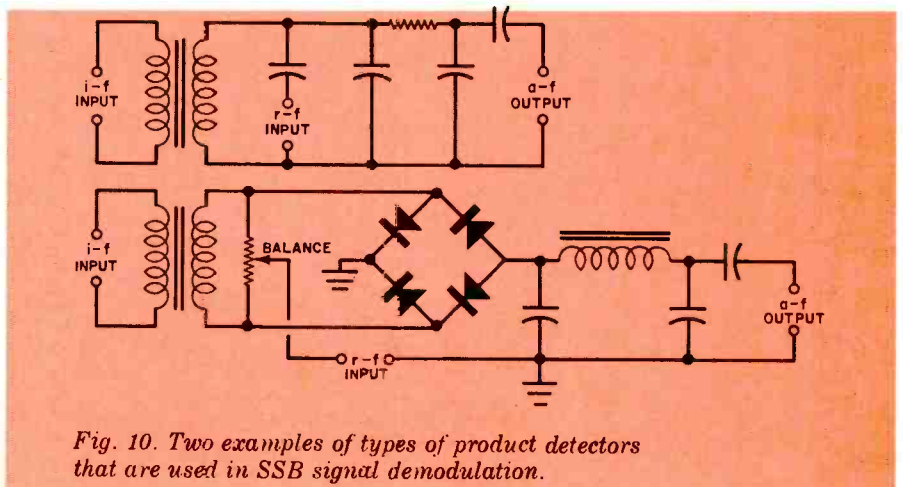 i-f
INPUT
r-f
INPUT
a-f
OUTPUT
i-f
INPUT
BALANCE
r-f
INPUT
a-f
OUTPUT
Fig. 10. Two examples of types of product detectors
that are used in SSB signal demodulation.